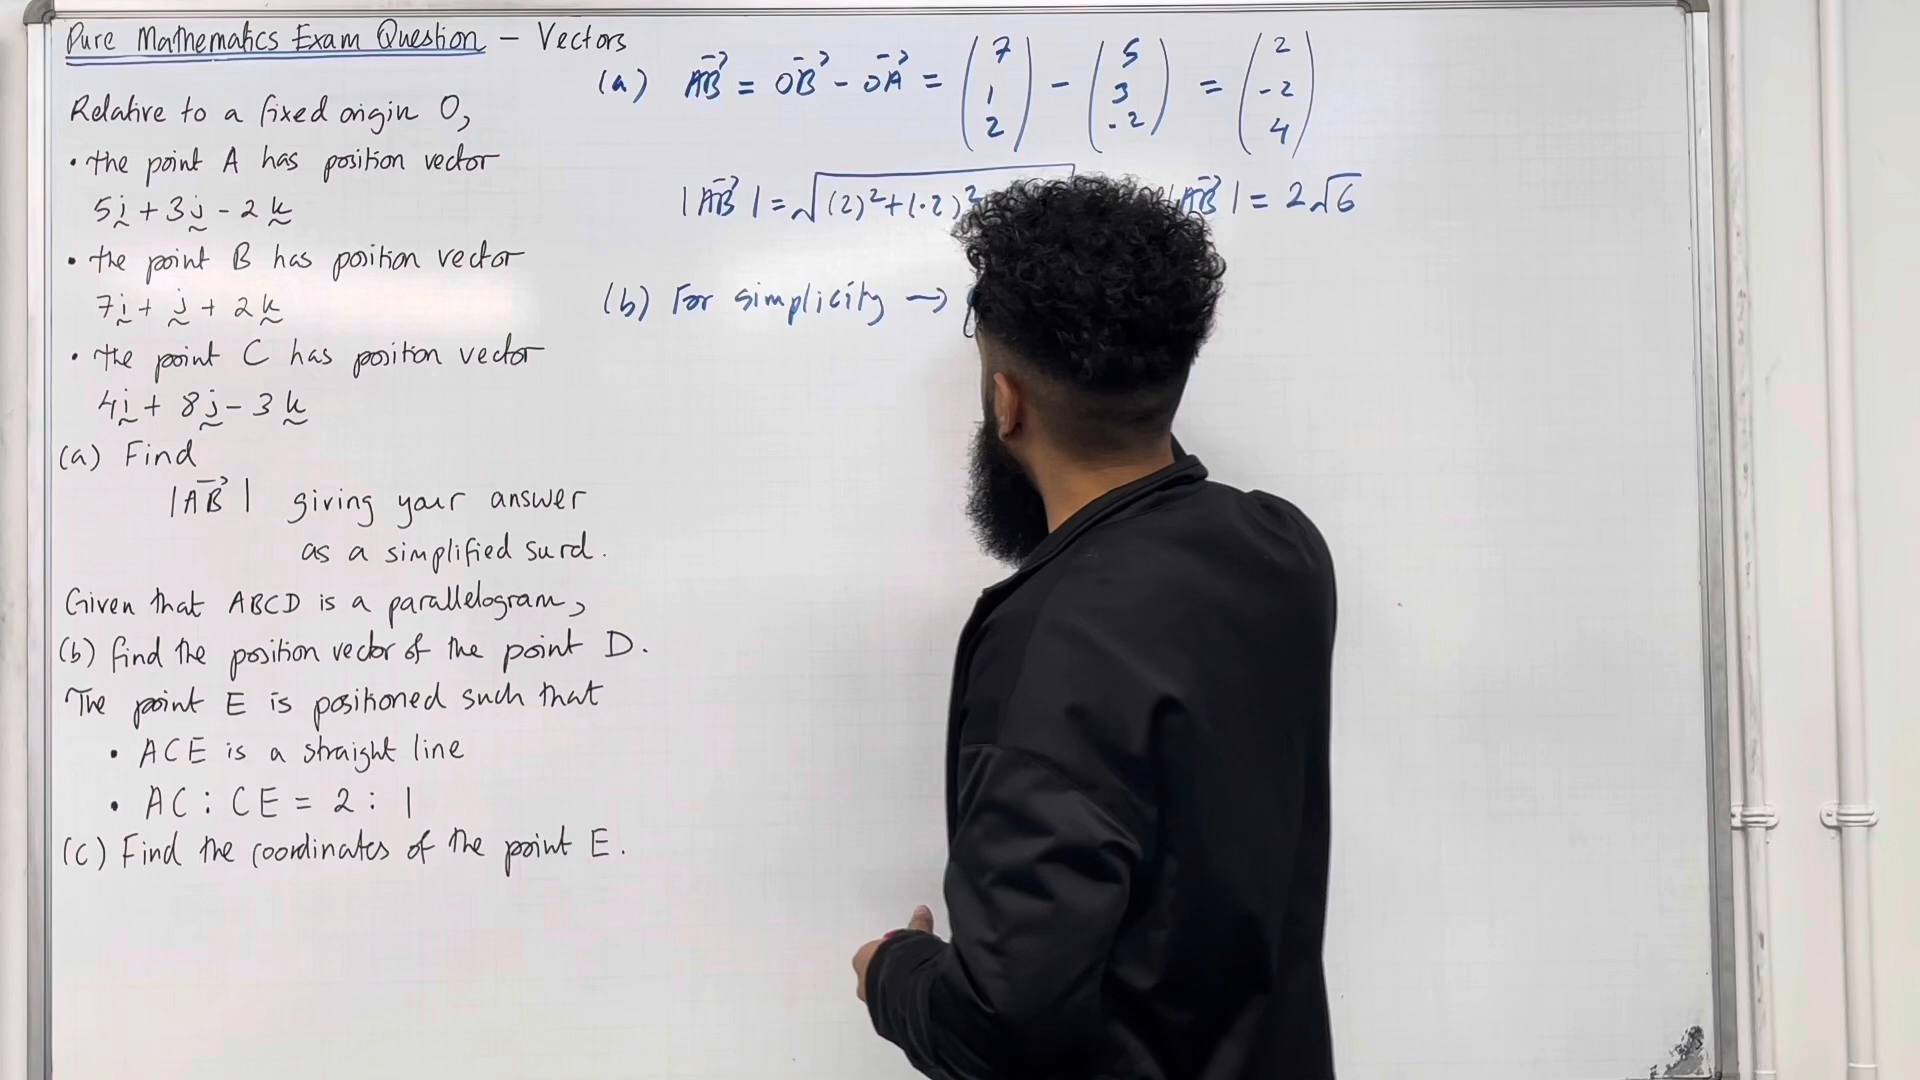 Pure Mathematics Exam Question – Vectors
Relative to a fixed origin O,
• the point A has position vector
5i + 3j - 2k
• the point B has position vector
7i + j + 2k
• the point C has position vector
4i + 8j - 3k
(a) Find
|AB→| giving your answer
as a simplified surd.
Given that ABCD is a parallelogram,
(b) find the position vector of the point D.
The point E is positioned such that
• ACE is a straight line
• AC : CE = 2 : 1
(c) Find the coordinates of the point E.
(a) AB→ = OB→ - OA→ = (7 1 2) - (5 3 -2) = (2 -2 4)
|AB→| = √(2)²+(-2)² AB→| = 2√6
(b) For simplicity →